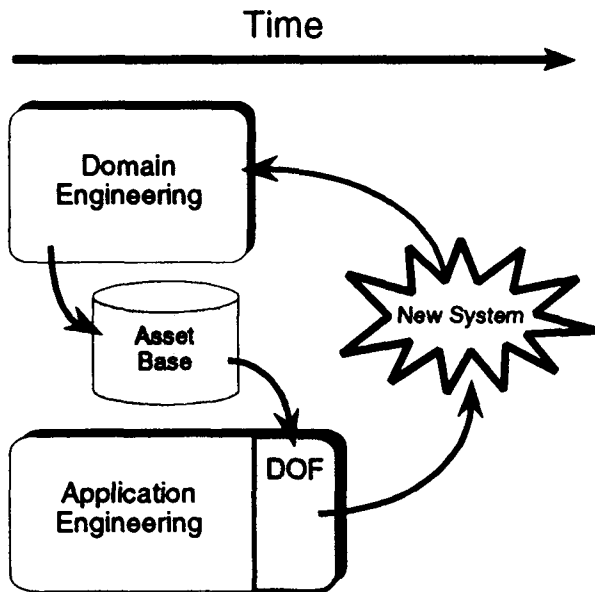 Time
Domain
Engineering
New System
Asset
Base
DOF
Application
Engineering